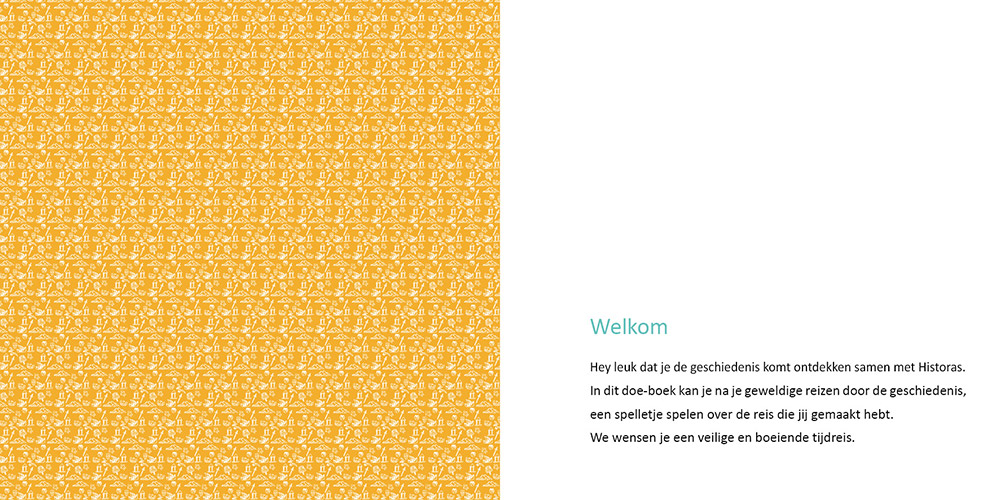 Welkom
Hey leuk dat je de geschiedenis komt ontdekken samen met Historas.
In dit doe-boek kan je na je geweldige reizen door de geschiedenis,
een spelletje spelen over de reis die jij gemaakt hebt.
We wensen je een veilige en boeiende tijdreis.